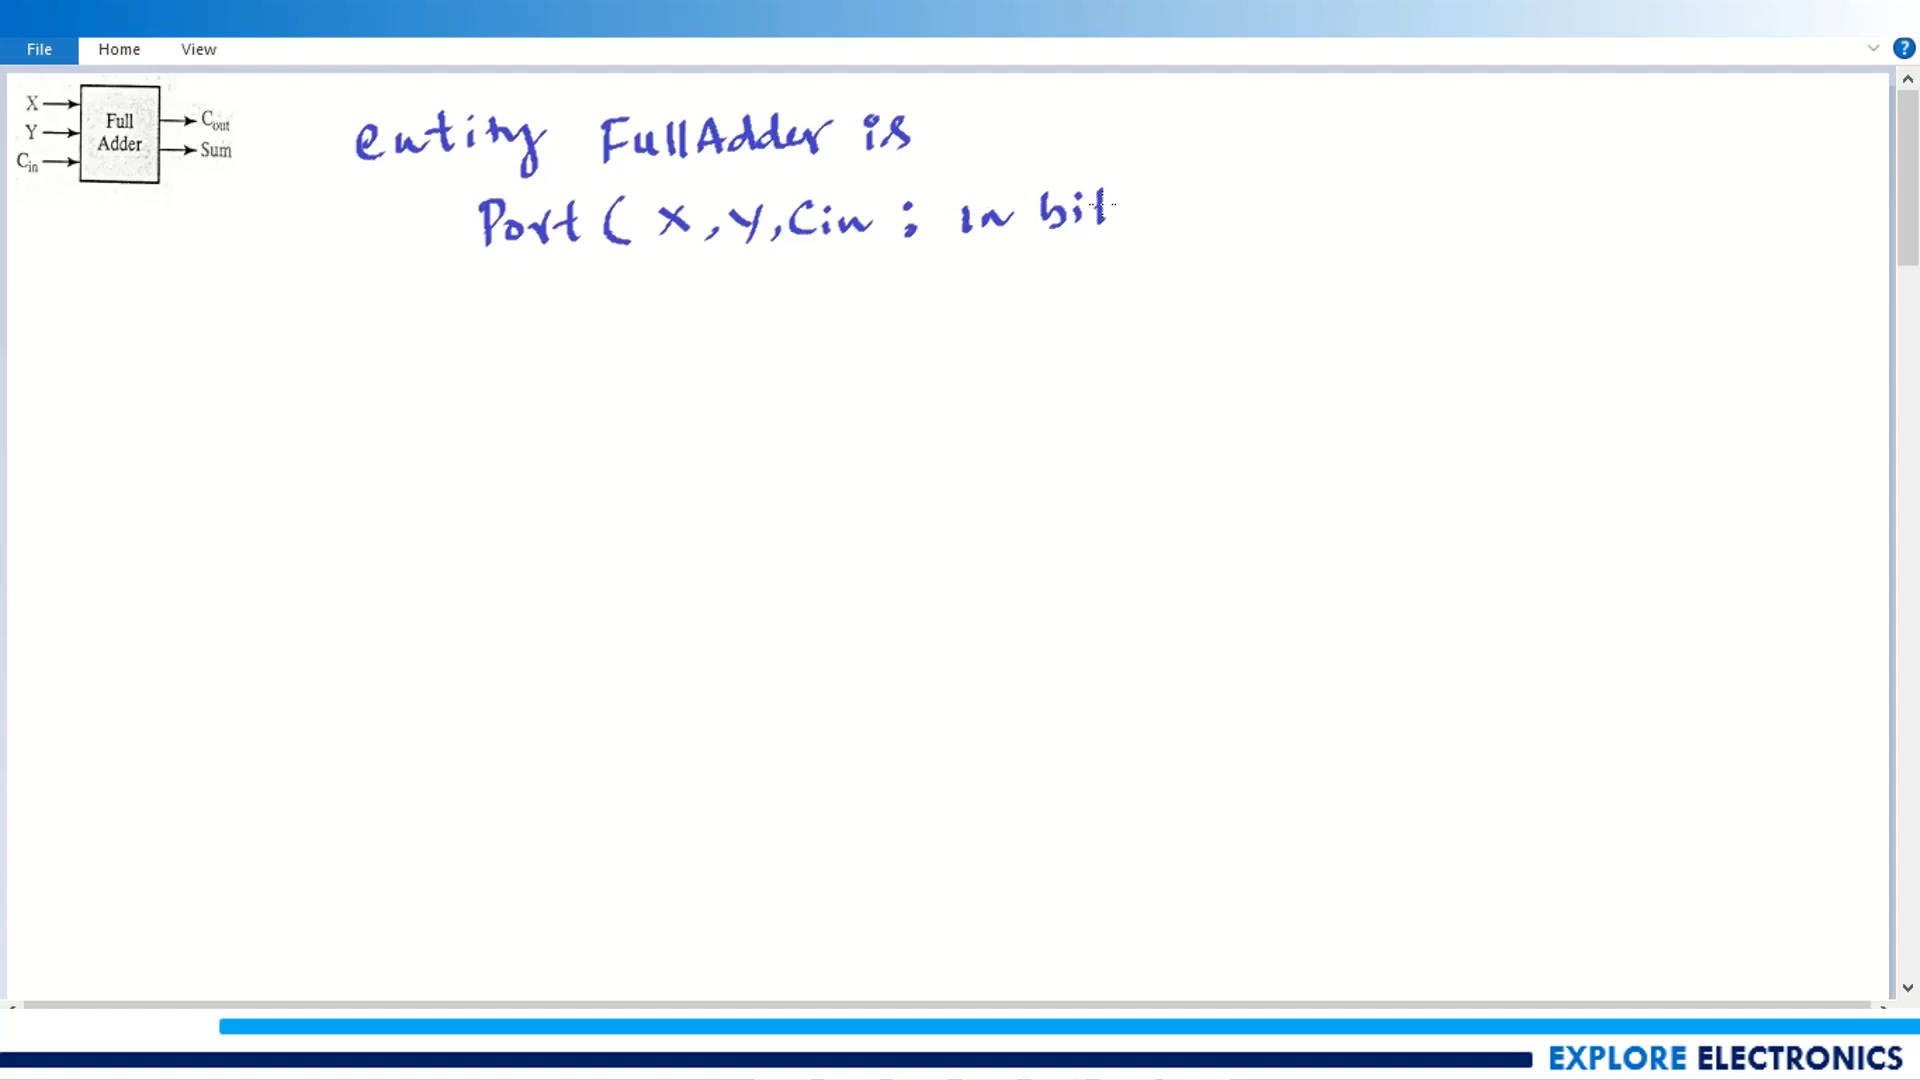 File Home View
X
Y
Cin
Full
Adder
Cout
Sum
entity FullAdder is
Port ( X, Y, Cin : in bit
EXPLORE ELECTRONICS